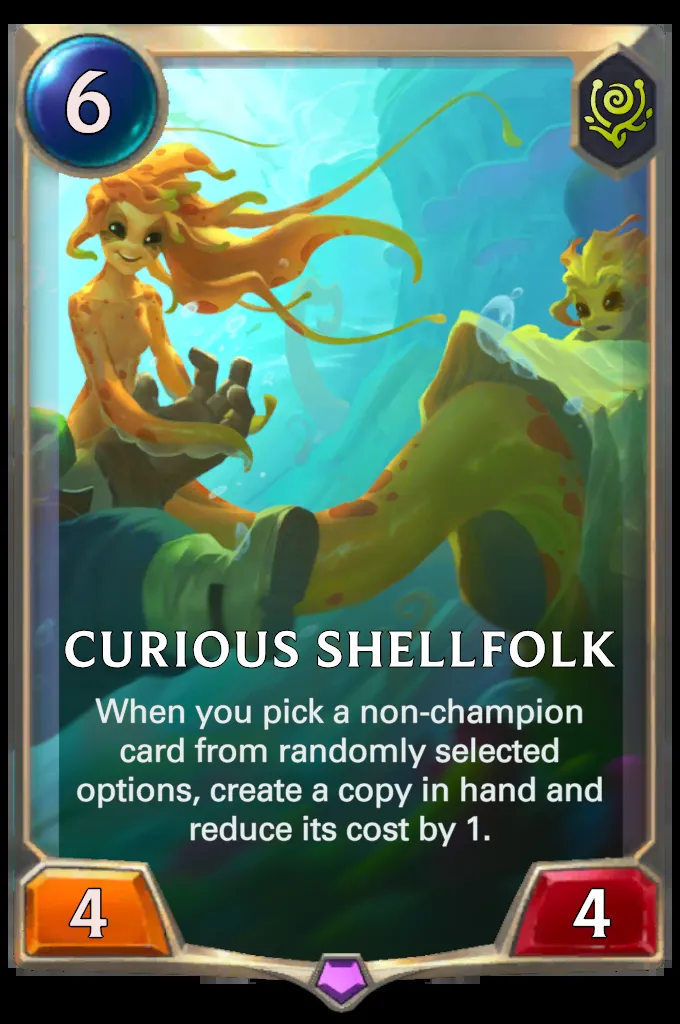 6
CURIOUS SHELLFOLK
When you pick a non-champion
card from randomly selected
options, create a copy in hand and
reduce its cost by 1.
4
4